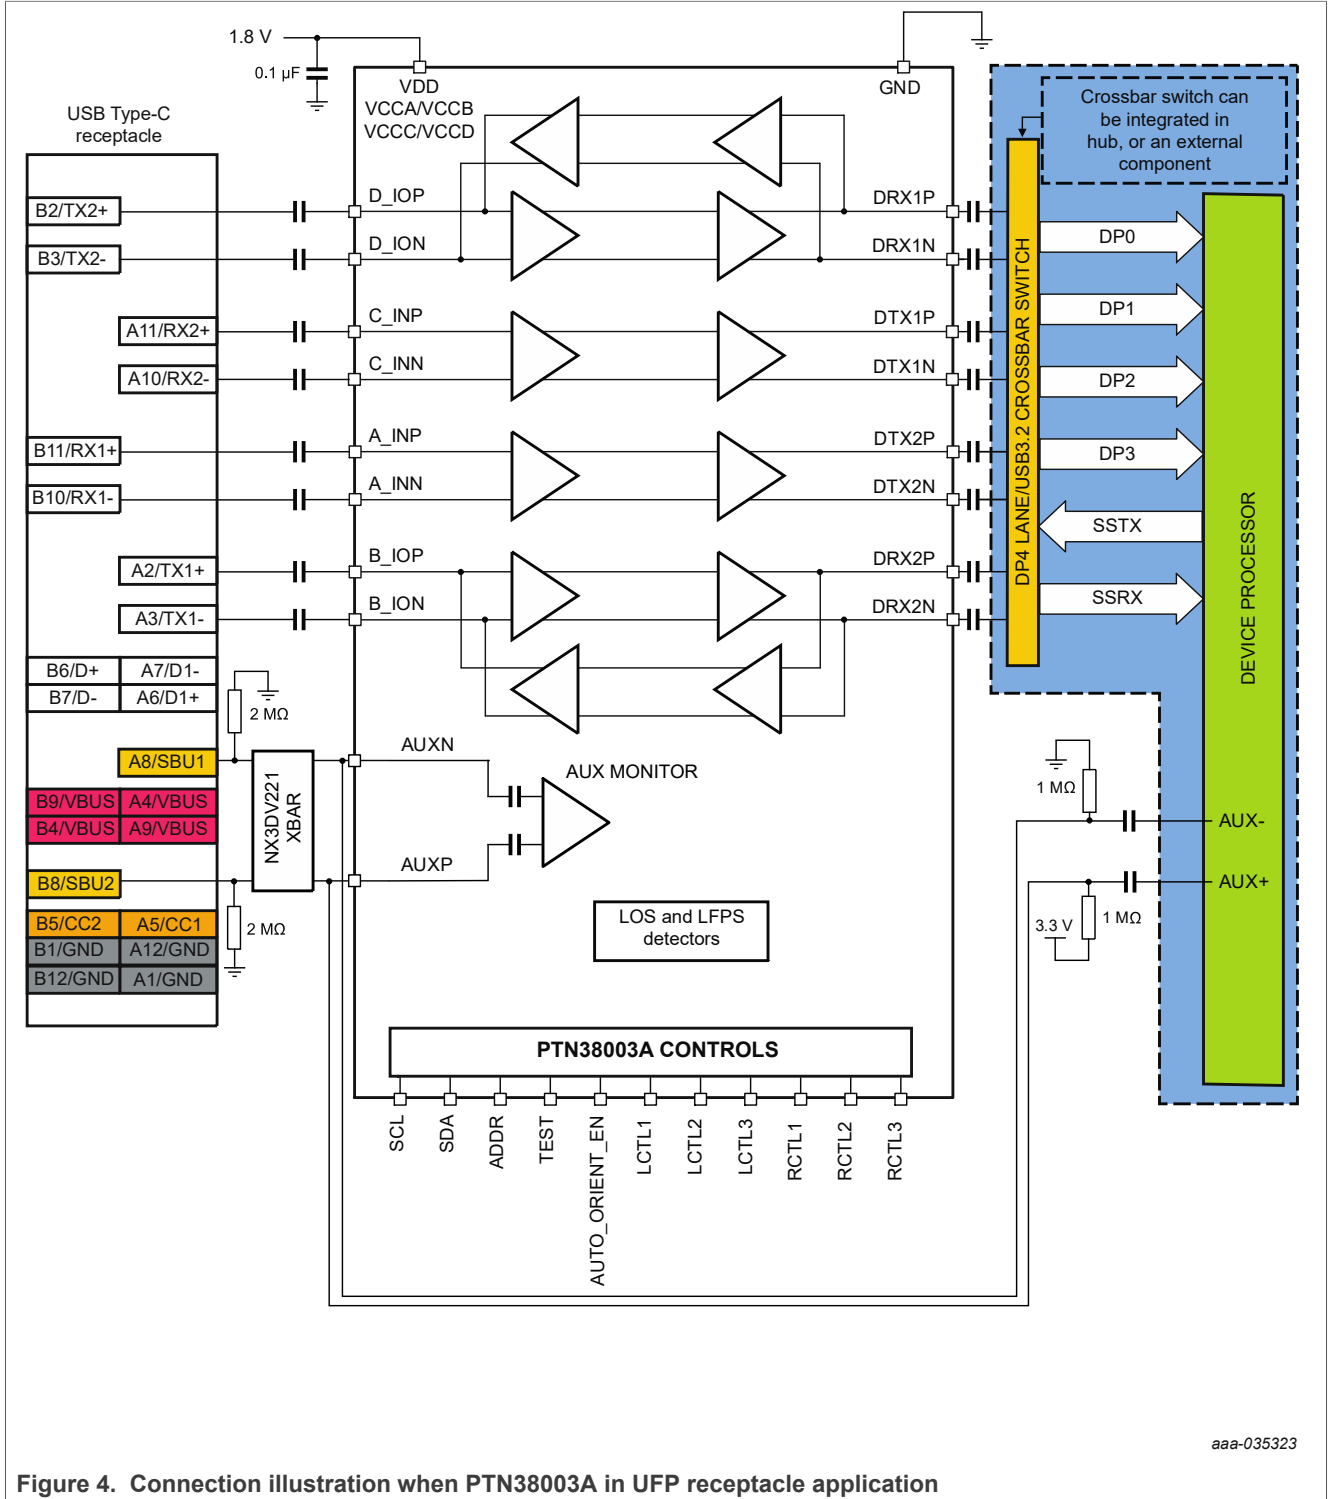 1.8 V
0.1 µF
VDD
VCCA/VCCB
VCCC/VCCD
GND
USB Type-C
receptacle
Crossbar switch can
be integrated in
hub, or an external
component
B2/TX2+
B3/TX2-
A11/RX2+
A10/RX2-
B11/RX1+
B10/RX1-
A2/TX1+
A3/TX1-
B6/D+
A7/D1-
B7/D-
A6/D1+
A8/SBU1
B9/VBUS
A4/VBUS
B4/VBUS
A9/VBUS
B8/SBU2
B5/CC2
A5/CC1
B1/GND
A12/GND
B12/GND
A1/GND
2 MΩ
2 MΩ
NX3DV221
XBAR
D_IOP
D_ION
C_INP
C_INN
A_INP
A_INN
B_IOP
B_ION
AUXN
AUXP
AUX MONITOR
LOS and LFPS
detectors
DRX1P
DRX1N
DTX1P
DTX1N
DTX2P
DTX2N
DRX2P
DRX2N
DP4 LANE/USB3.2 CROSSBAR SWITCH
DP0
DP1
DP2
DP3
SSTX
SSRX
DEVICE PROCESSOR
1 MΩ
AUX-
AUX+
3.3 V
1 MΩ
PTN38003A CONTROLS
SCL
SDA
ADDR
TEST
AUTO_ORIENT_EN
LCTL1
LCTL2
LCTL3
RCTL1
RCTL2
RCTL3
aaa-035323
Figure 4. Connection illustration when PTN38003A in UFP receptacle application